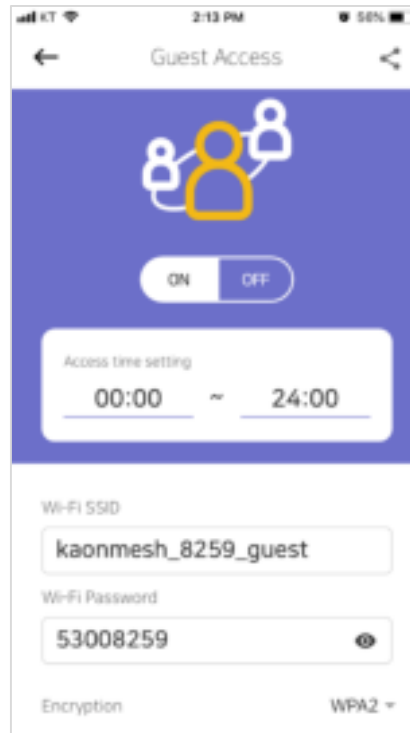 KT 2:13 PM 56%
Guest Access
ON OFF
Access time setting
00:00 ~ 24:00
Wi-Fi SSID
kaonmesh_8259_guest
Wi-Fi Password
53008259
Encryption WPA2